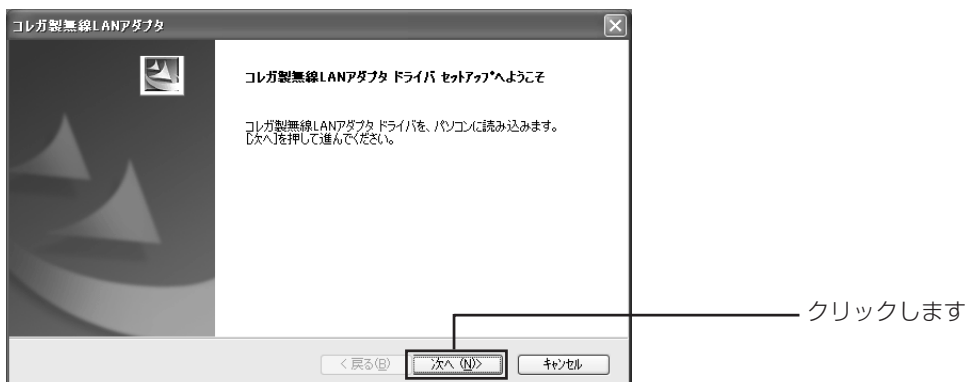 コレガ製無線LANアダプタ
コレガ製無線LANアダプタ ドライバ セットアップへようこそ
コレガ製無線LANアダプタ ドライバを、パソコンに読み込みます。
[次へ]を押して進んでください。
クリックします
< 戻る(B)
次へ (N)>
キャンセル